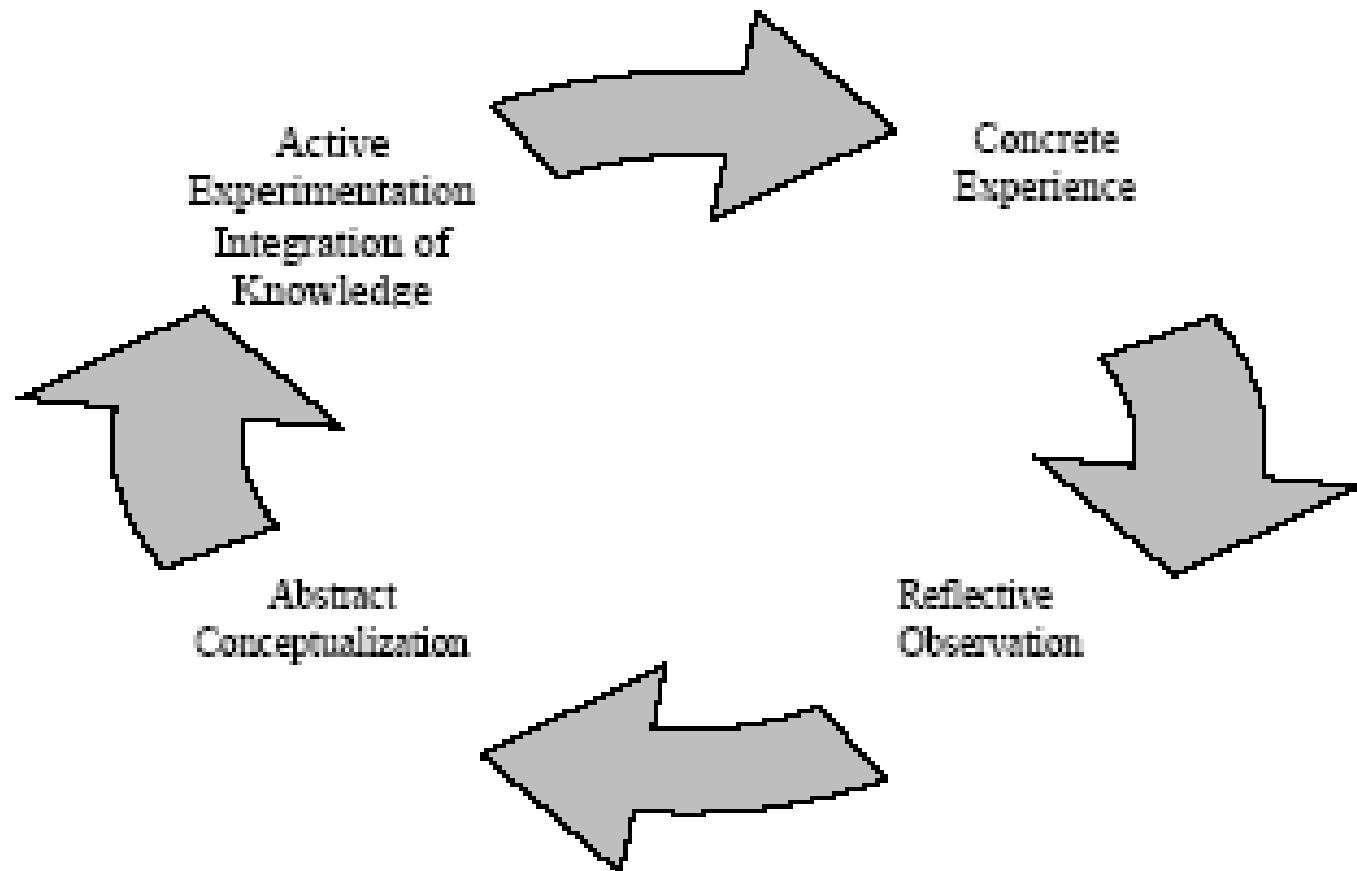 Active
Experimentation
Integration of
Knowledge
Concrete
Experience
Abstract
Conceptualization
Reflective
Observation